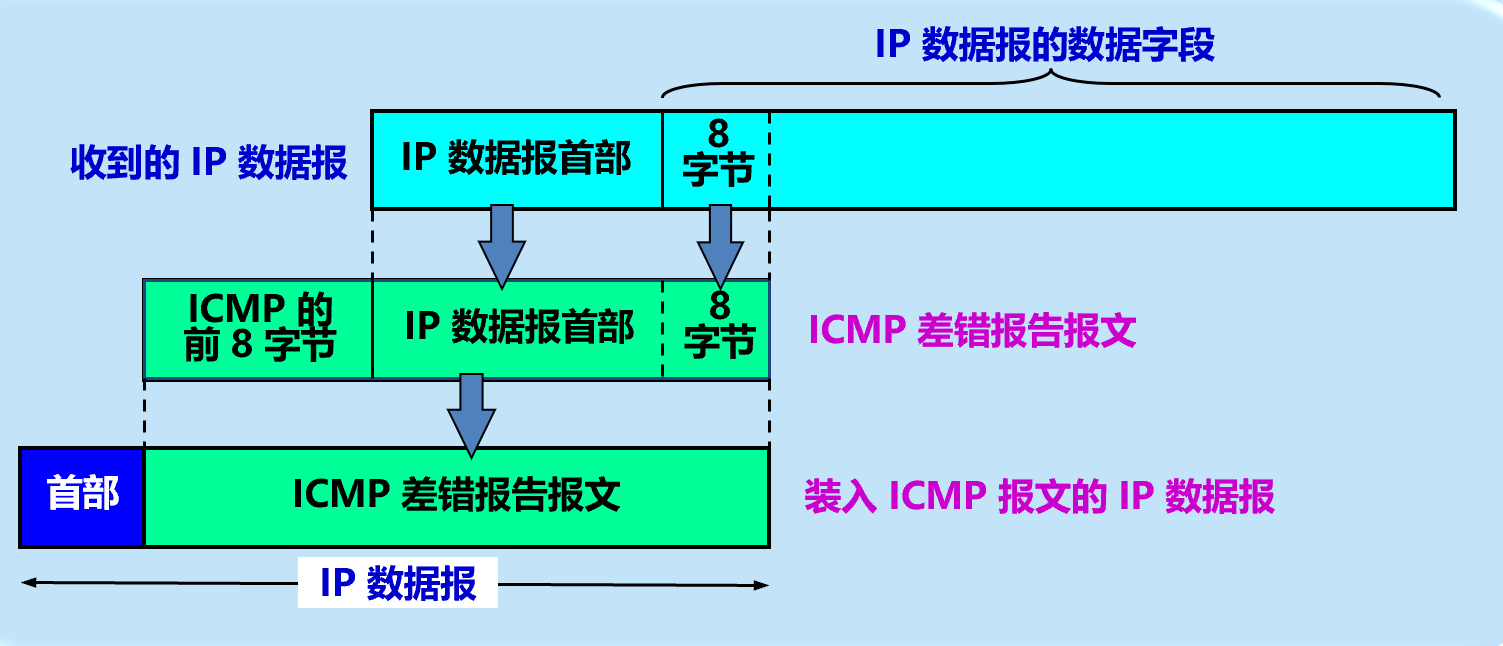 IP 数据报的数据字段
收到的 IP 数据报
IP 数据报首部
8
字节
ICMP 的
前 8 字节
IP 数据报首部
8
字节
ICMP 差错报告报文
首部
ICMP 差错报告报文
装入 ICMP 报文的 IP 数据报
IP 数据报